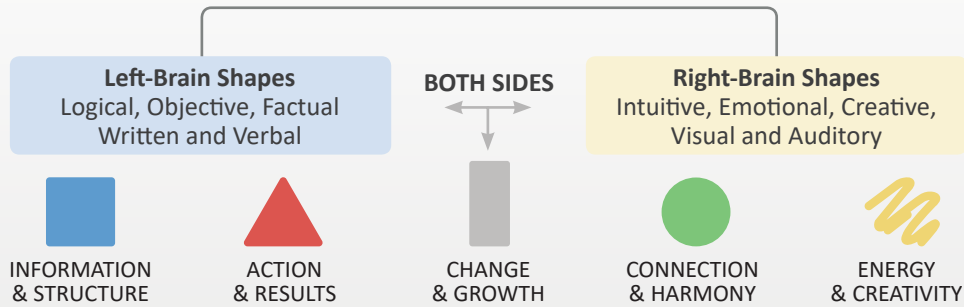 Left-Brain Shapes
Logical, Objective, Factual
Written and Verbal
BOTH SIDES
Right-Brain Shapes
Intuitive, Emotional, Creative,
Visual and Auditory
INFORMATION
& STRUCTURE
ACTION
& RESULTS
CHANGE
& GROWTH
CONNECTION
& HARMONY
ENERGY
& CREATIVITY